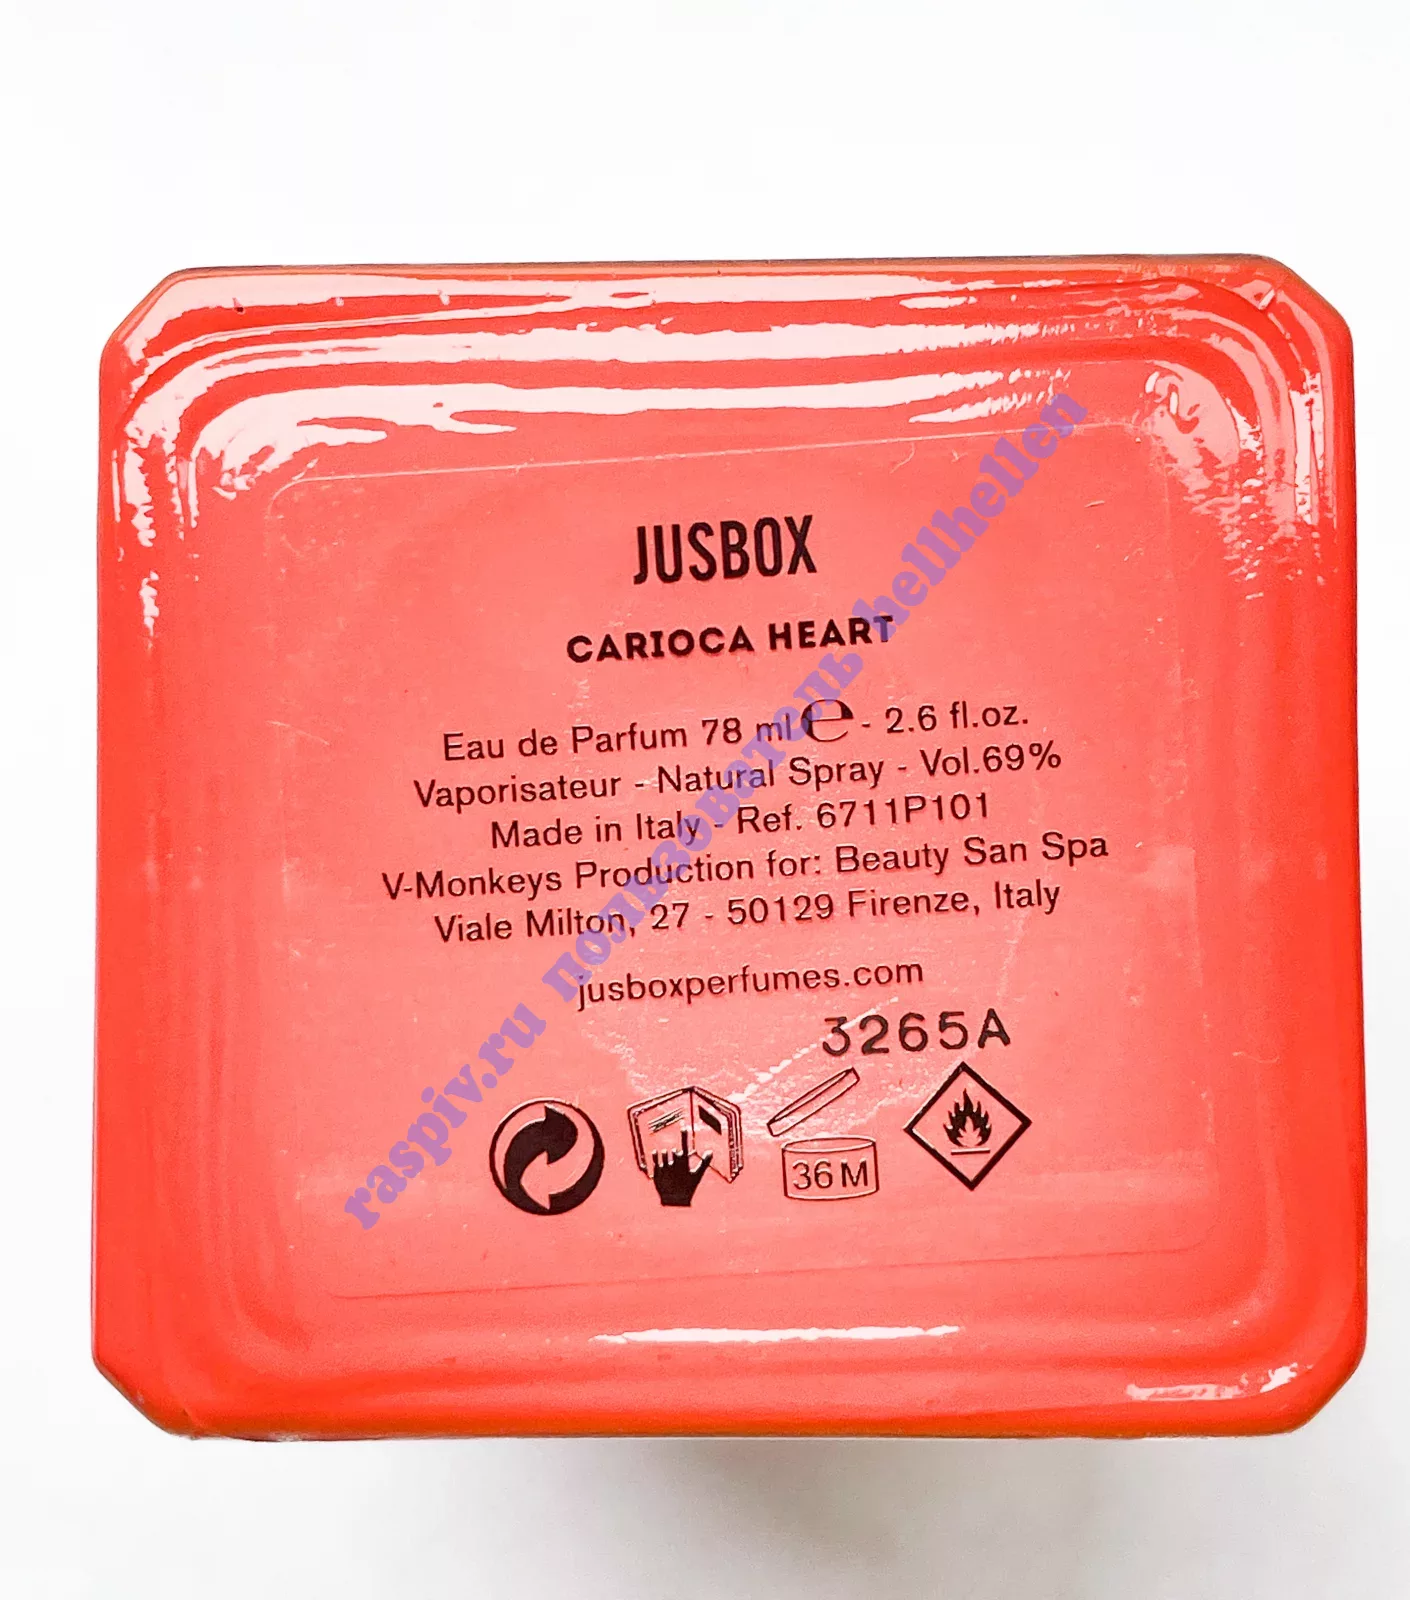 JUSBOX
CARIOCA HEART
Eau de Parfum 78 ml ℮ - 2.6 fl.oz.
Vaporisateur - Natural Spray - Vol.69%
Made in Italy - Ref. 6711P101
V-Monkeys Production for: Beauty San Spa
Viale Milton, 27 - 50129 Firenze, Italy
jusboxperfumes.com
3265A
36M
raspiv.ru пользователь hellhellen